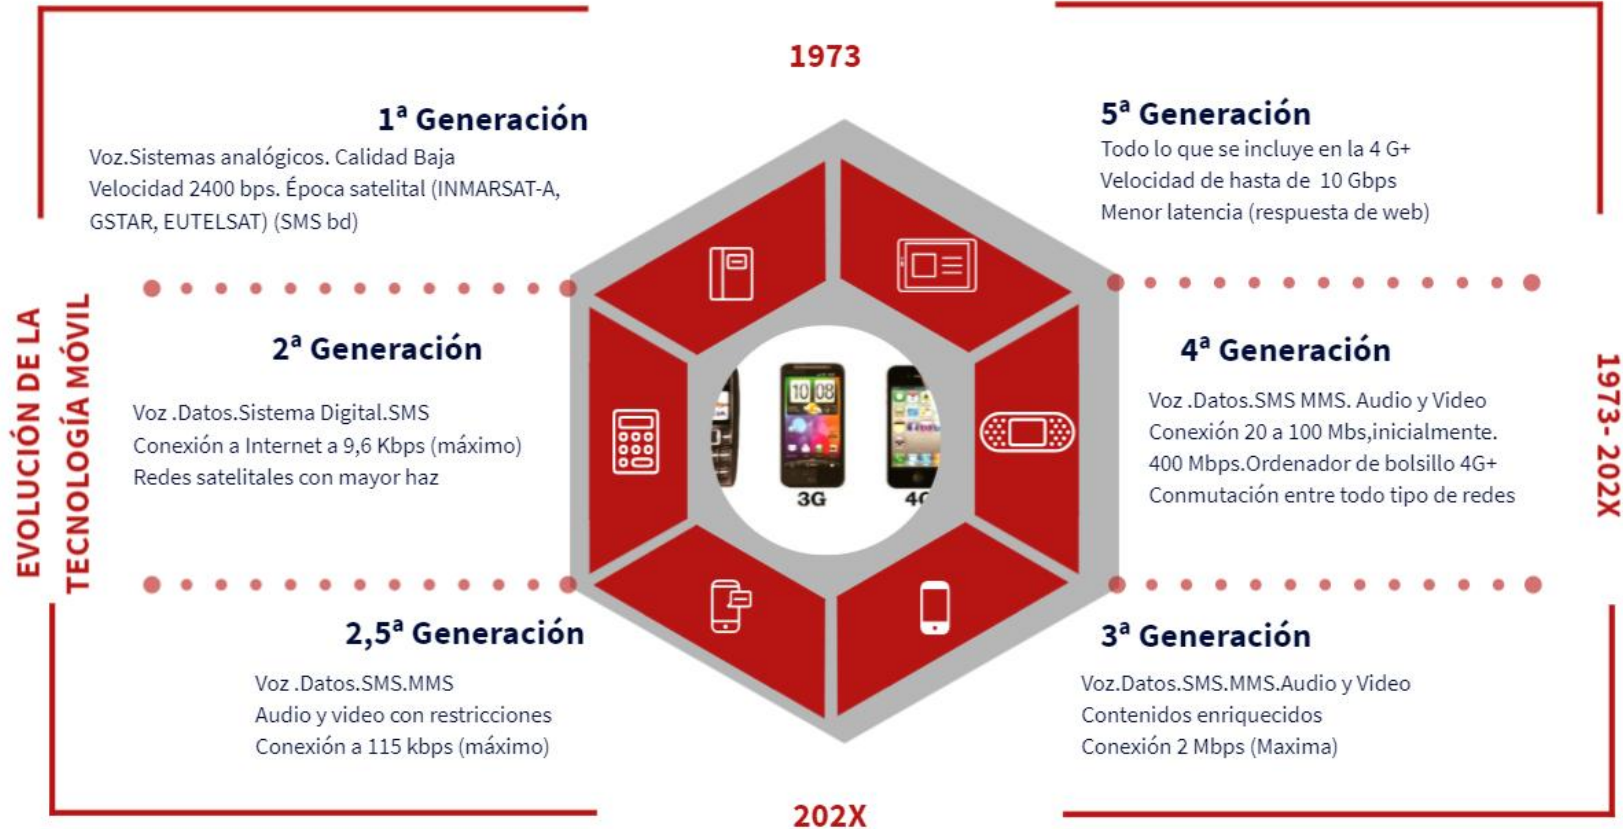 1973
1ª Generación
Voz.Sistemas analógicos. Calidad Baja
Velocidad 2400 bps. Época satelital (INMARSAT-A,
GSTAR, EUTELSAT) (SMS bd)
2ª Generación
Voz .Datos.Sistema Digital.SMS
Conexión a Internet a 9,6 Kbps (máximo)
Redes satelitales con mayor haz
2,5ª Generación
Voz .Datos.SMS.MMS
Audio y video con restricciones
Conexión a 115 kbps (máximo)
5ª Generación
Todo lo que se incluye en la 4 G+
Velocidad de hasta de 10 Gbps
Menor latencia (respuesta de web)
4ª Generación
Voz .Datos.SMS MMS. Audio y Video
Conexión 20 a 100 Mbs,inicialmente.
400 Mbps.Ordenador de bolsillo 4G+
Conmutación entre todo tipo de redes
3ª Generación
Voz.Datos.SMS.MMS.Audio y Video
Contenidos enriquecidos
Conexión 2 Mbps (Maxima)
EVOLUCIÓN DE LA
TECNOLOGÍA MÓVIL
1973- 202X
10 08
3G
4G
202X